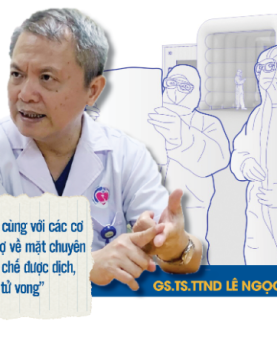 cùng với các cơ
ợ về mặt chuyên
chế được dịch,
tử vong”
GS.TS.TTND LÊ NGỌC